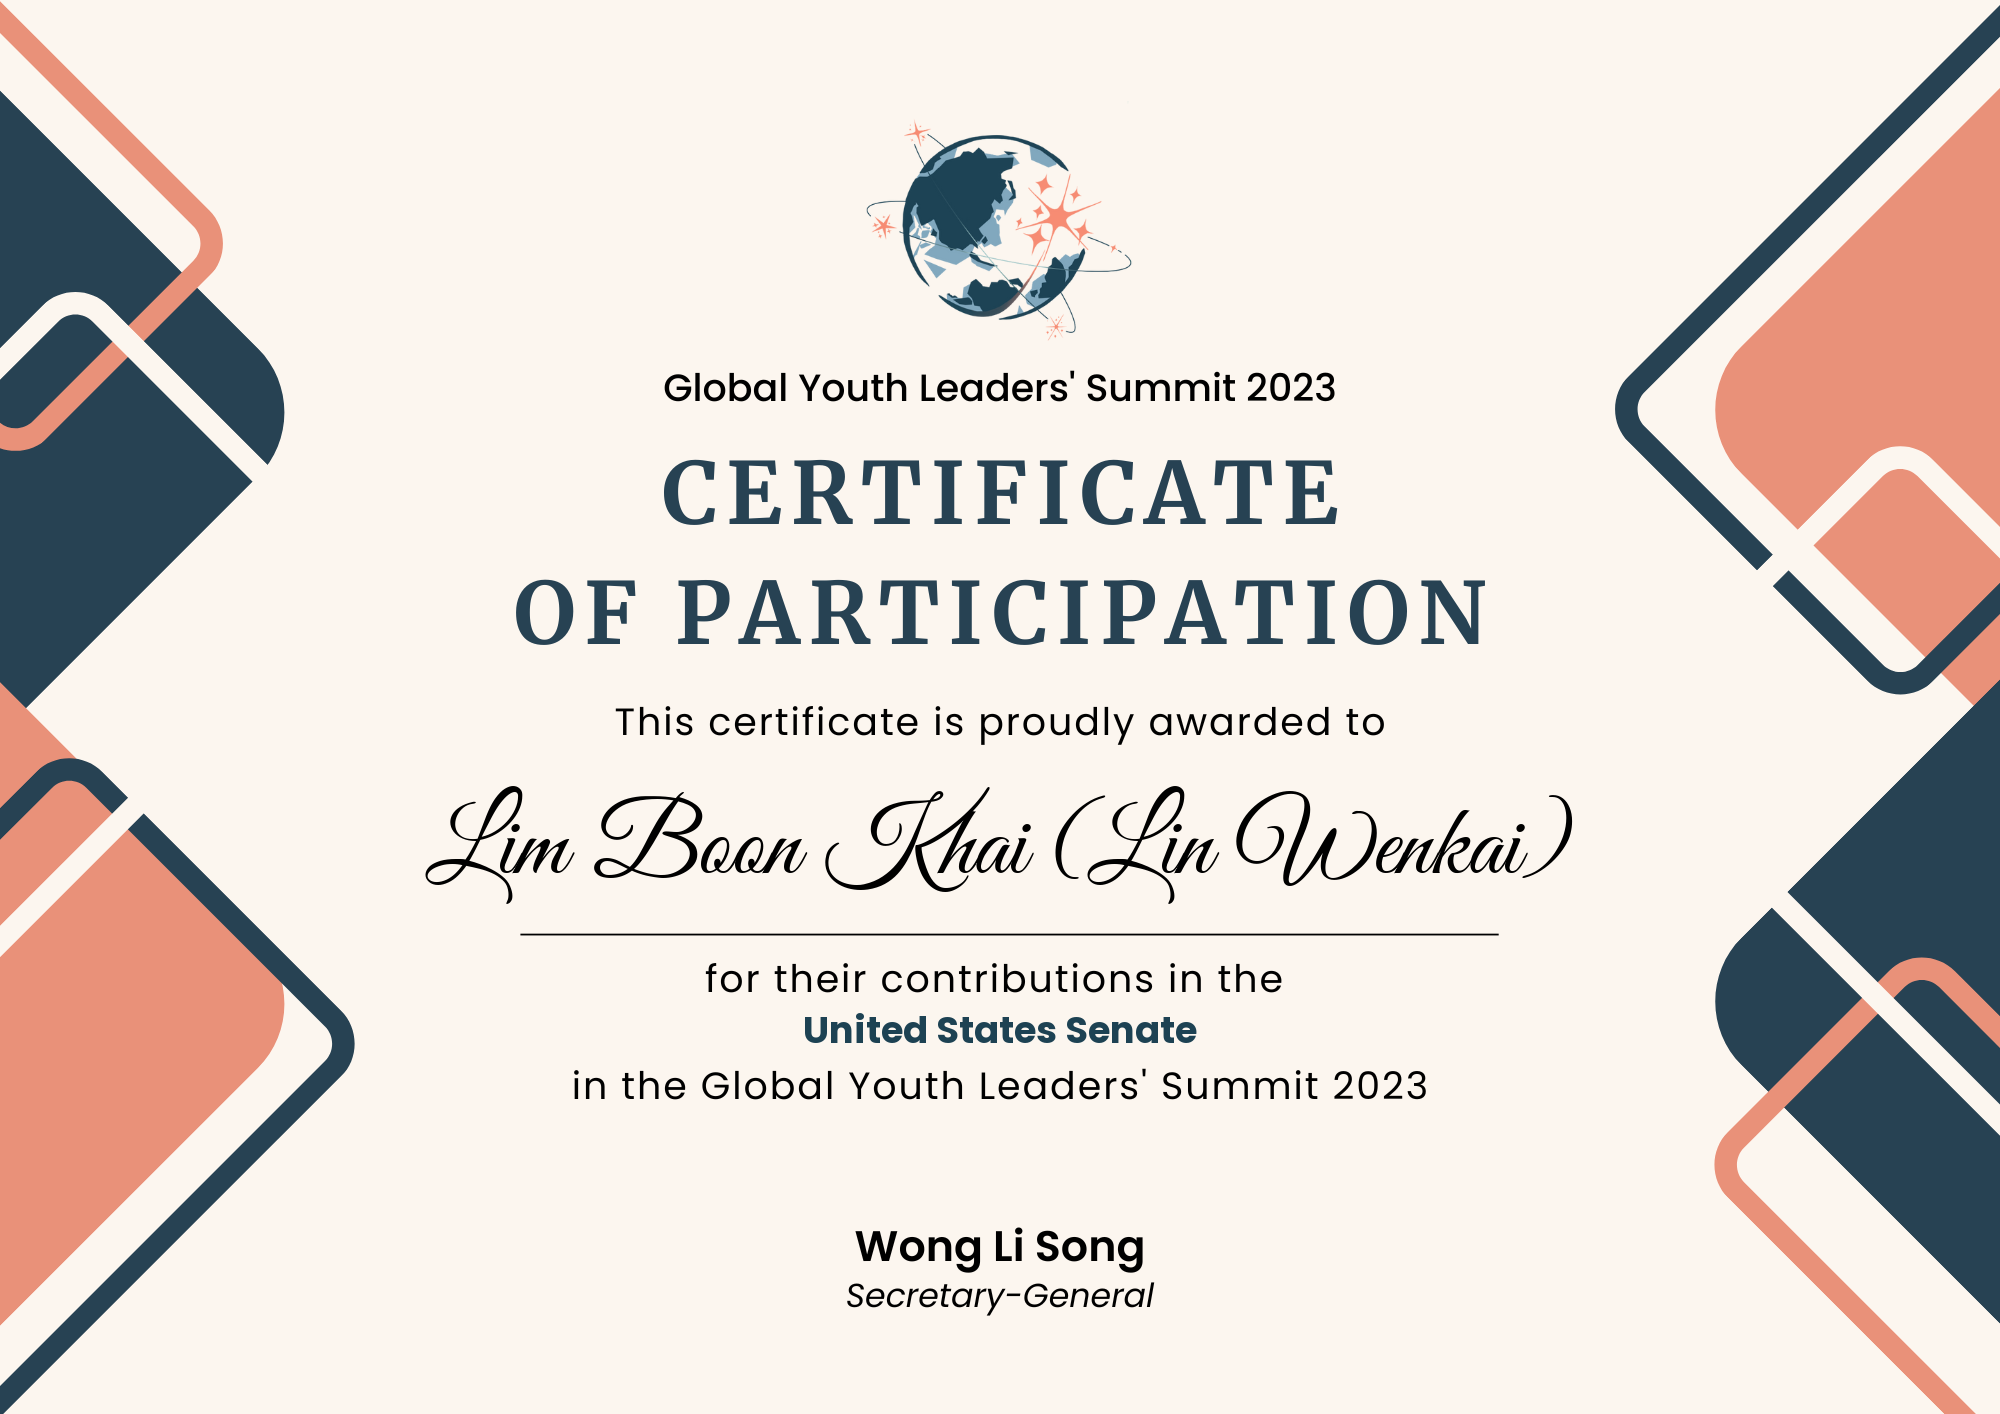 Global Youth Leaders' Summit 2023
CERTIFICATE
OF PARTICIPATION
This certificate is proudly awarded to
Lim Boon Khai (Lin Wenkai)
for their contributions in the
United States Senate
in the Global Youth Leaders' Summit 2023
Wong Li Song
Secretary-General